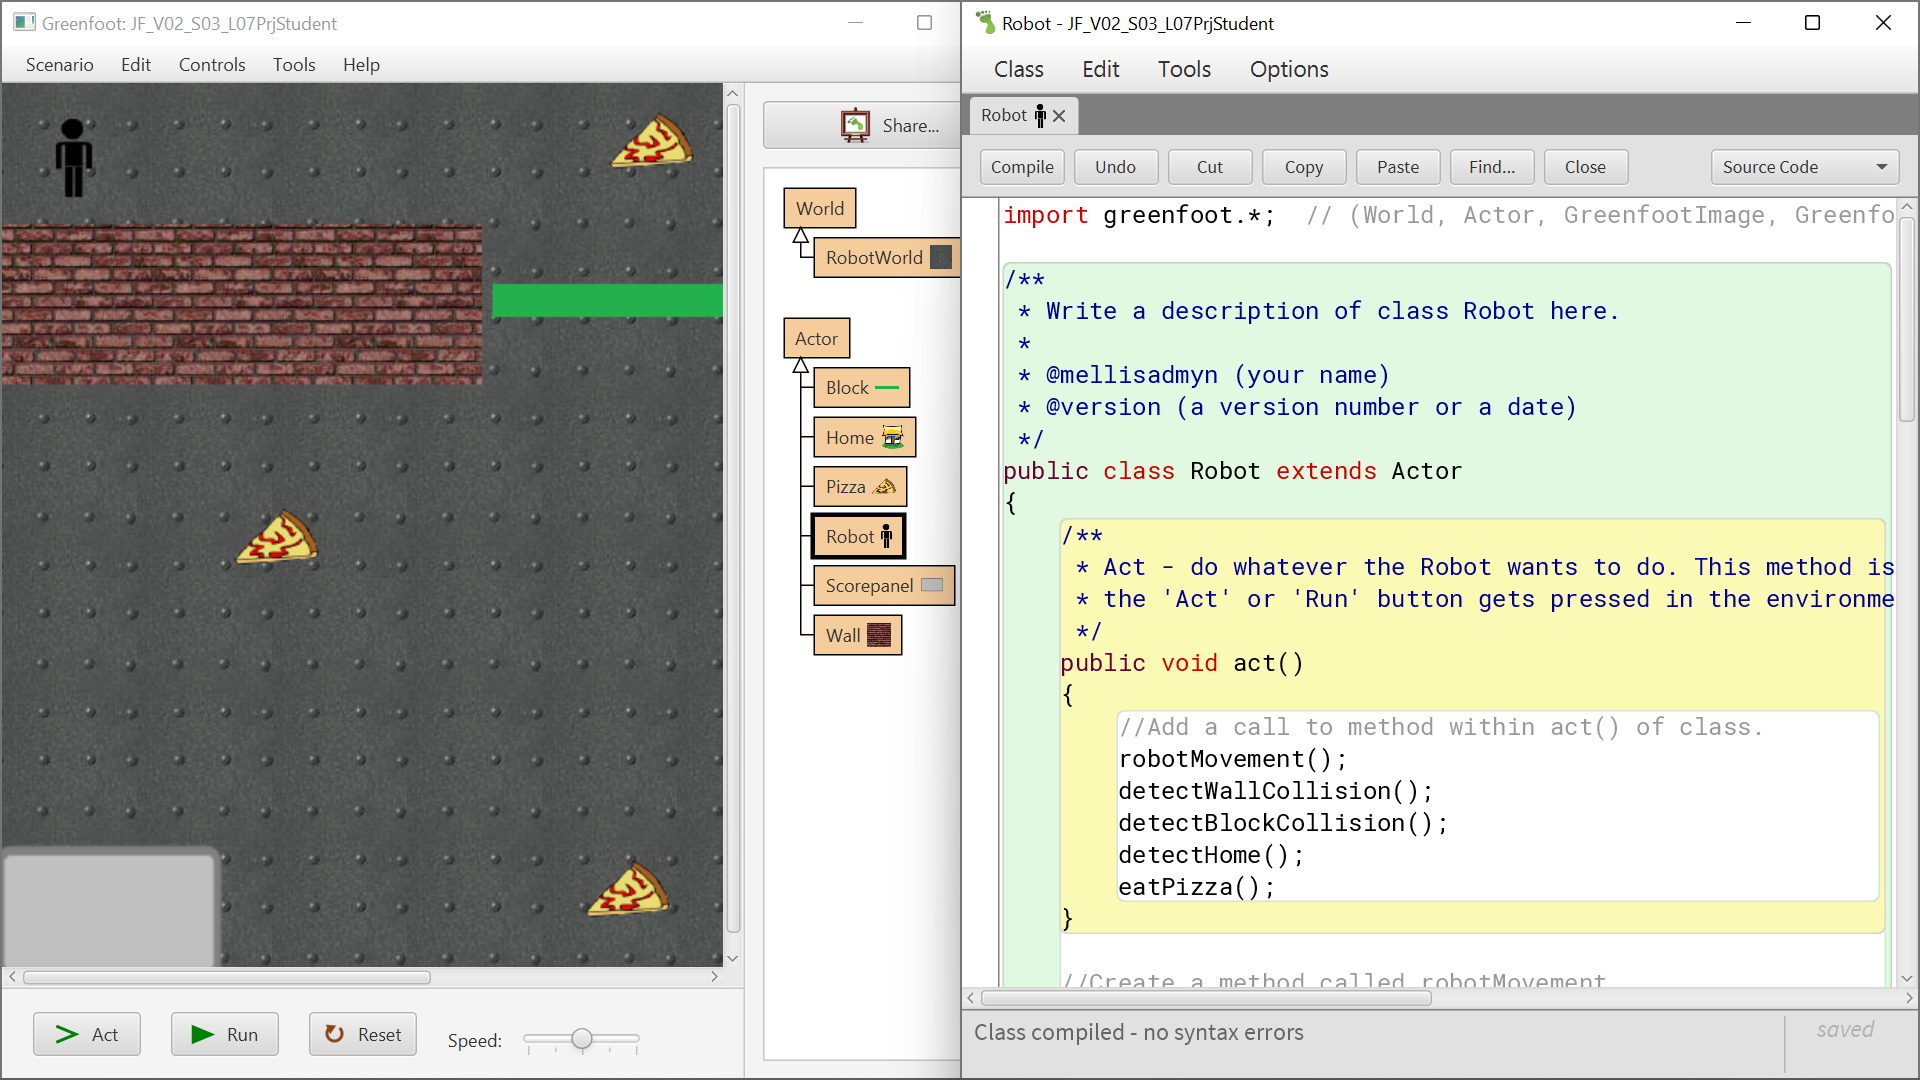 Greenfoot: JF_V02_S03_L07PrjStudent
Scenario Edit Controls Tools Help
Share...
World
RobotWorld
Actor
Block
Home
Pizza
Robot
Scorepanel
Wall
Act Run Reset Speed:
Robot - JF_V02_S03_L07PrjStudent
Class Edit Tools Options
Robot
Compile Undo Cut Copy Paste Find... Close Source Code
import greenfoot.*;  // (World, Actor, GreenfootImage, Greenfo
/**
 * Write a description of class Robot here.
 *
 * @mellisadmyn (your name)
 * @version (a version number or a date)
 */
public class Robot extends Actor
{
/**
 * Act - do whatever the Robot wants to do. This method is
 * the 'Act' or 'Run' button gets pressed in the environme
 */
public void act()
{
//Add a call to method within act() of class.
robotMovement();
detectWallCollision();
detectBlockCollision();
detectHome();
eatPizza();
}
//Create a method called robotMovement
Class compiled - no syntax errors
saved